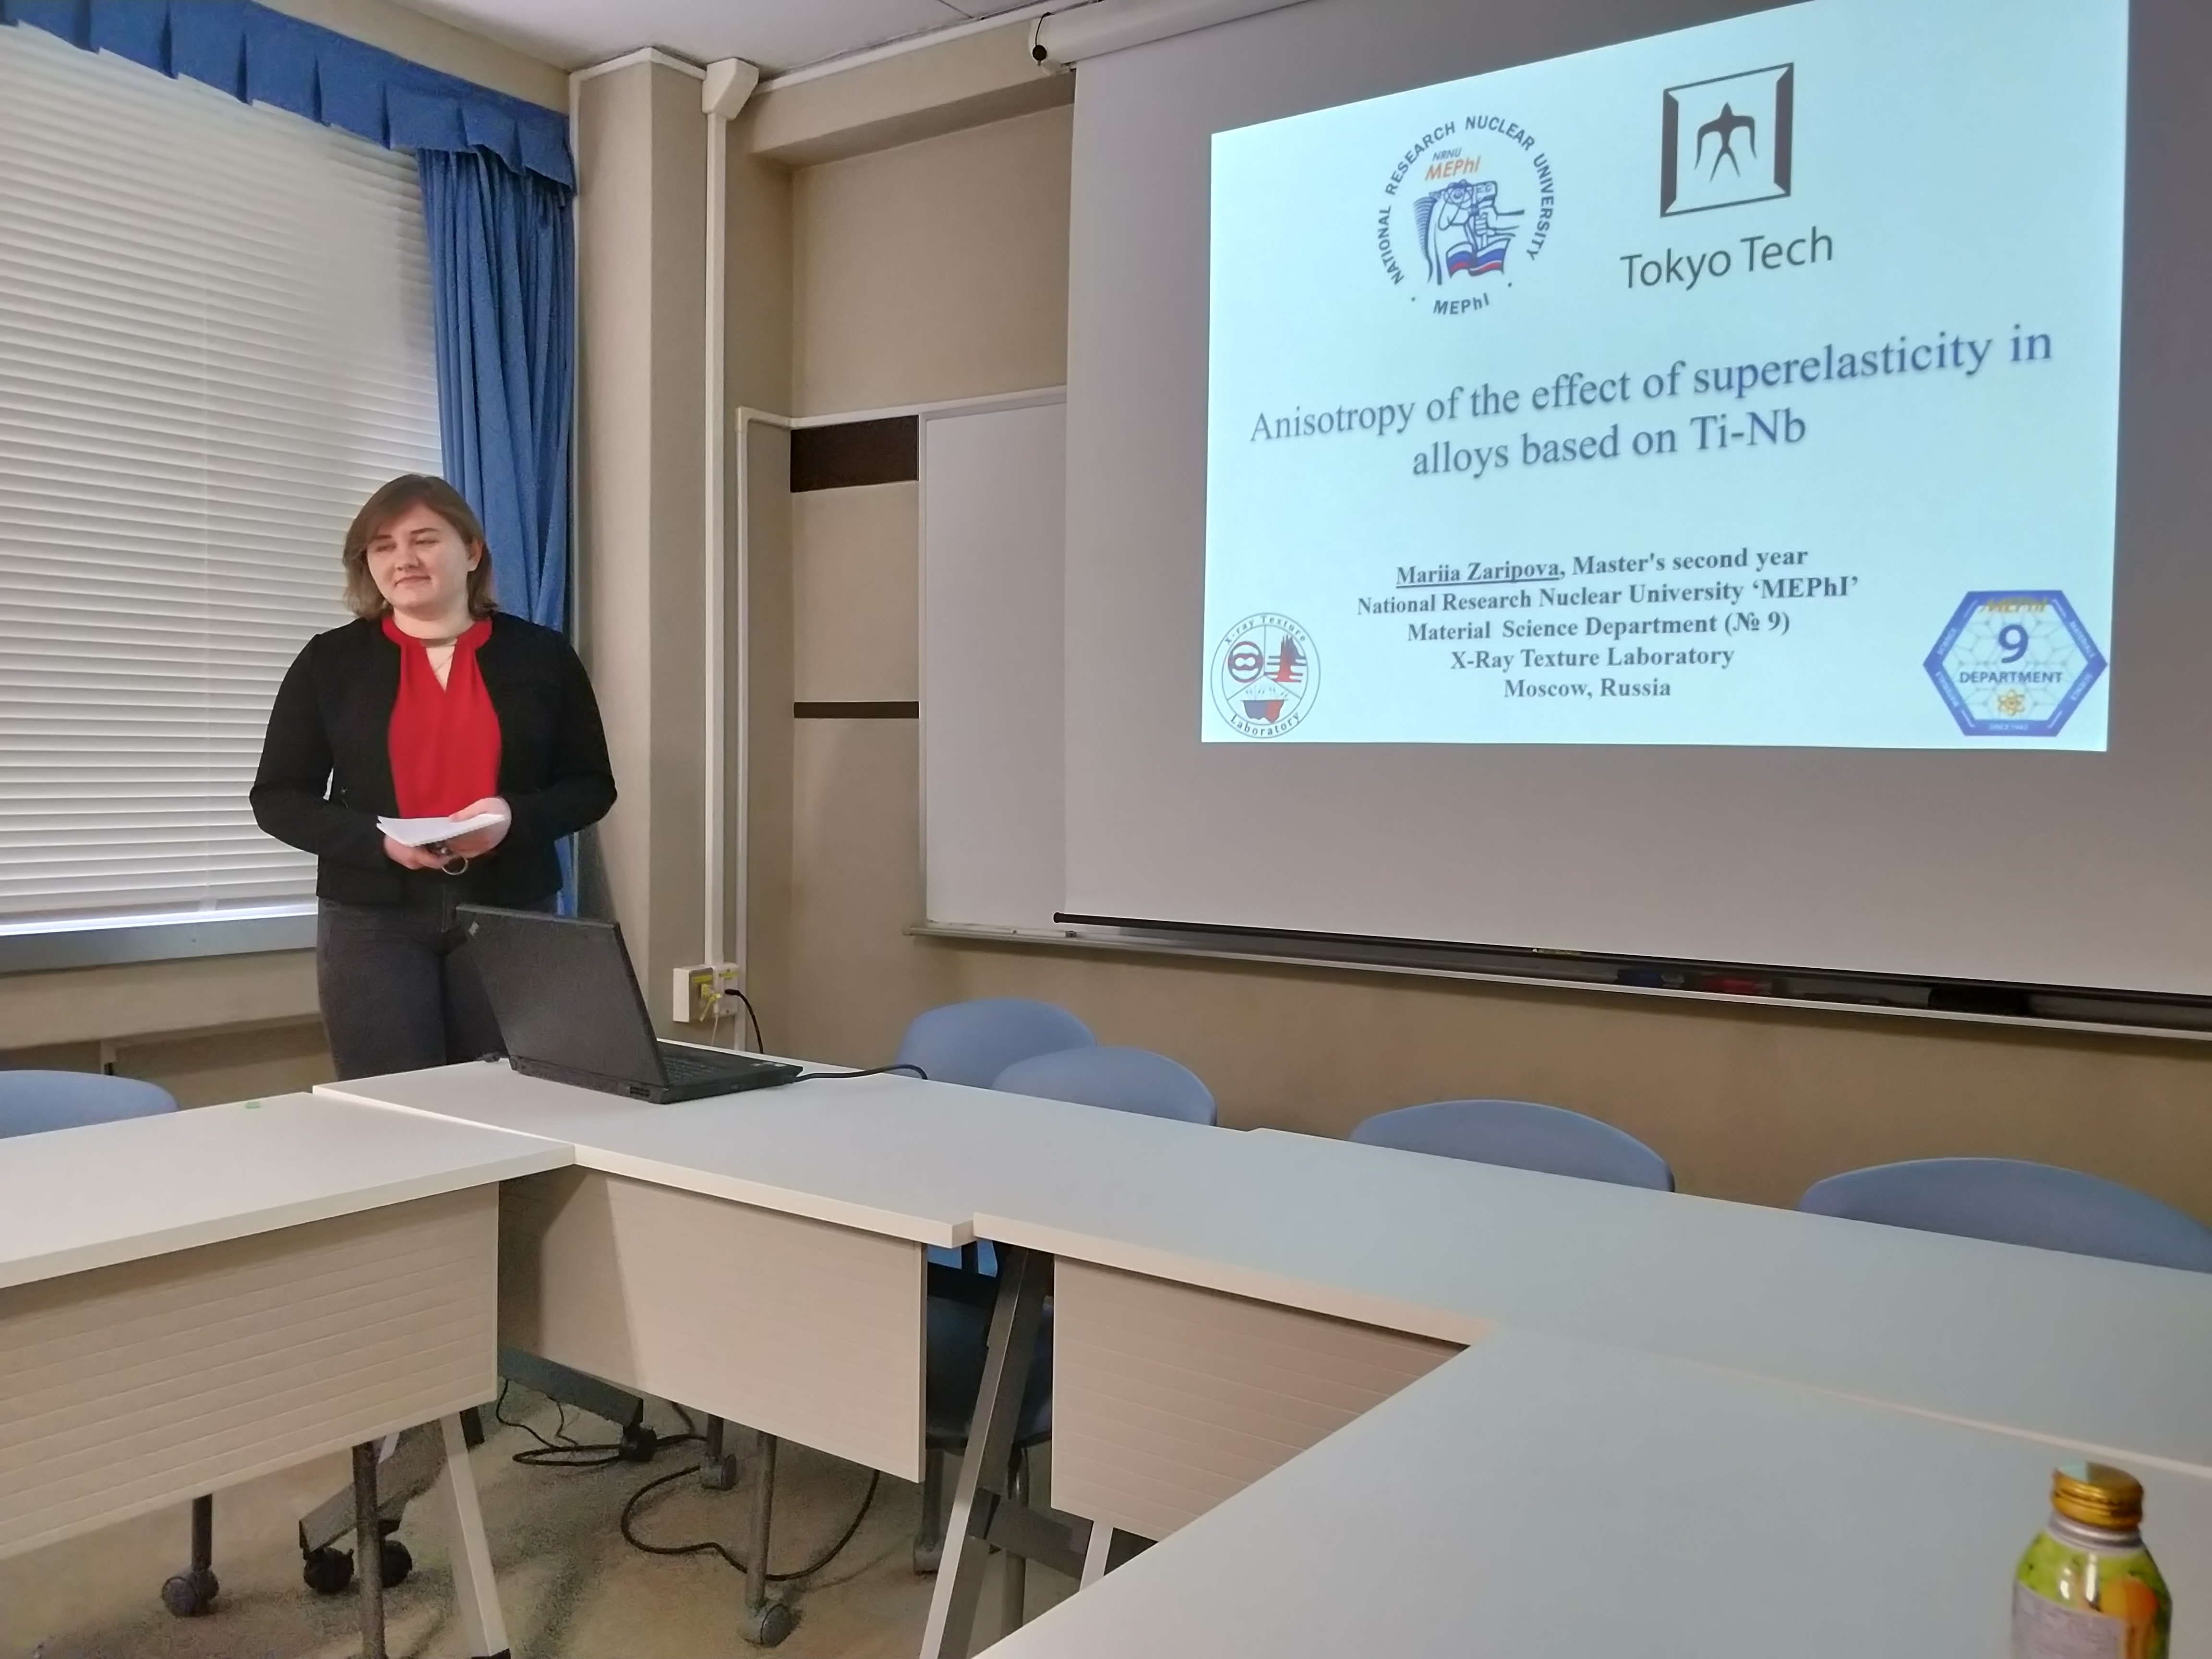 NATIONAL RESEARCH NUCLEAR UNIVERSITY
NRNU
MEPhI
· MEPhI ·
Tokyo Tech
Anisotropy of the effect of superelasticity in
alloys based on Ti-Nb
Mariia Zaripova, Master's second year
National Research Nuclear University ‘MEPhI’
Material Science Department (№ 9)
X-Ray Texture Laboratory
Moscow, Russia
X-ray Texture
Laboratory
MEPhI
9
DEPARTMENT